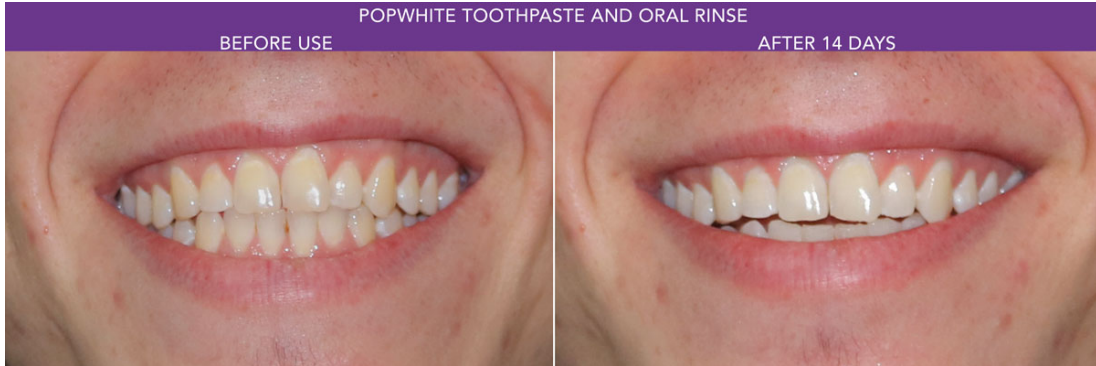 POPWHITE TOOTHPASTE AND ORAL RINSE
BEFORE USE
AFTER 14 DAYS